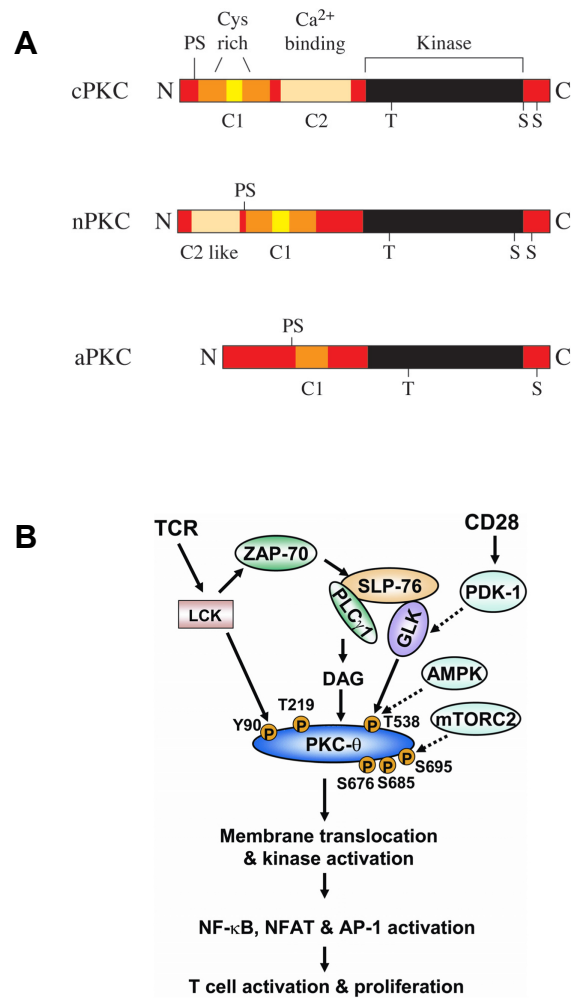 A
Cys
rich
Ca2+
binding
PS
Kinase
cPKC
N
C
C1
C2
T
S S
PS
nPKC
N
C
C2 like
C1
T
S S
PS
aPKC
N
C
C1
T
S
B
TCR
CD28
ZAP-70
SLP-76
PDK-1
LCK
PLCγ1
GLK
DAG
AMPK
T219
Y90
T538
mTORC2
P
P
P
P
P
P
PKC-θ
S695
S676 S685
Membrane translocation
& kinase activation
NF-κB, NFAT & AP-1 activation
T cell activation & proliferation